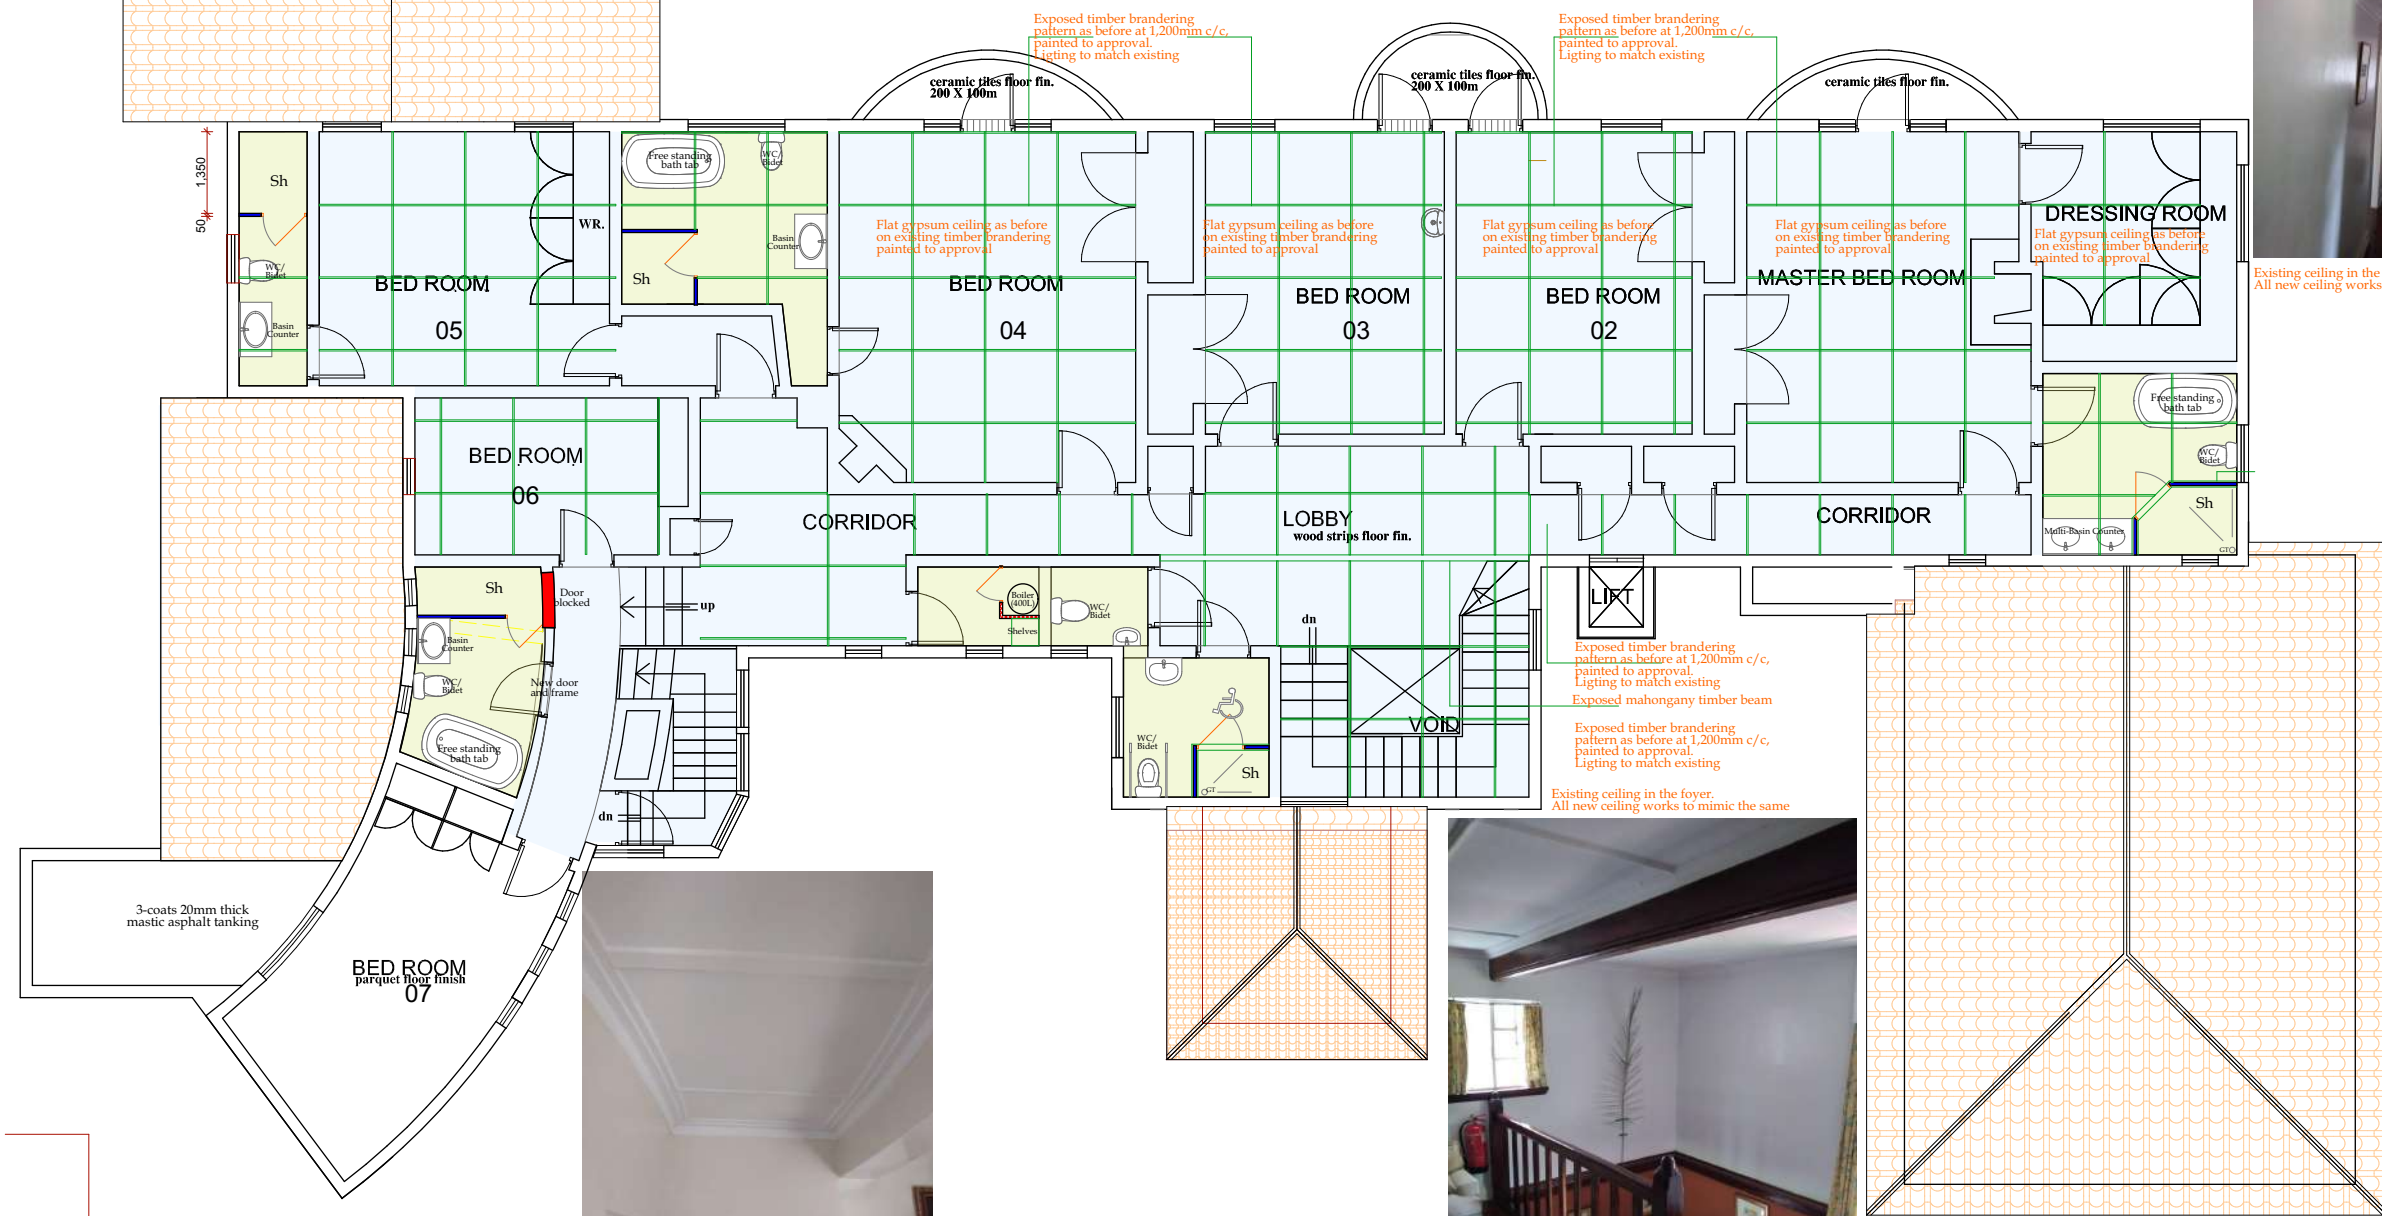 Exposed timber brandering
pattern as before at 1,200mm c/c,
painted to approval.
Ligting to match existing
Exposed timber brandering
pattern as before at 1,200mm c/c,
painted to approval.
Ligting to match existing
ceramic tiles floor fin.
200 X 100m
ceramic tiles floor fin.
200 X 100m
ceramic tiles floor fin.
1,350
50
Sh
WC/
Bidet
Basin
Counter
BED ROOM
05
WR.
Free standing
bath tab
WC/
Bidet
Basin
Counter
Sh
Flat gypsum ceiling as before
on existing timber brandering
painted to approval
BED ROOM
04
Flat gypsum ceiling as before
on existing timber brandering
painted to approval
BED ROOM
03
Flat gypsum ceiling as before
on existing timber brandering
painted to approval
BED ROOM
02
Flat gypsum ceiling as before
on existing timber brandering
painted to approval
MASTER BED ROOM
DRESSING ROOM
Flat gypsum ceiling as before
on existing timber brandering
painted to approval
Existing ceiling in the
All new ceiling works
BED ROOM
06
CORRIDOR
LOBBY
wood strips floor fin.
CORRIDOR
Free standing
bath tab
WC/
Bidet
Sh
Multi-Basin Counter
GT
Sh
Door
blocked
up
Boiler
(400L)
Shelves
WC/
Bidet
dn
LIFT
Basin
Counter
WC/
Bidet
New door
and frame
Free standing
bath tab
Exposed timber brandering
pattern as before at 1,200mm c/c,
painted to approval.
Ligting to match existing
Exposed mahongany timber beam
VOID
Exposed timber brandering
pattern as before at 1,200mm c/c,
painted to approval.
Ligting to match existing
WC/
Bidet
Sh
GT
dn
Existing ceiling in the foyer.
All new ceiling works to mimic the same
3-coats 20mm thick
mastic asphalt tanking
BED ROOM
parquet floor finish
07